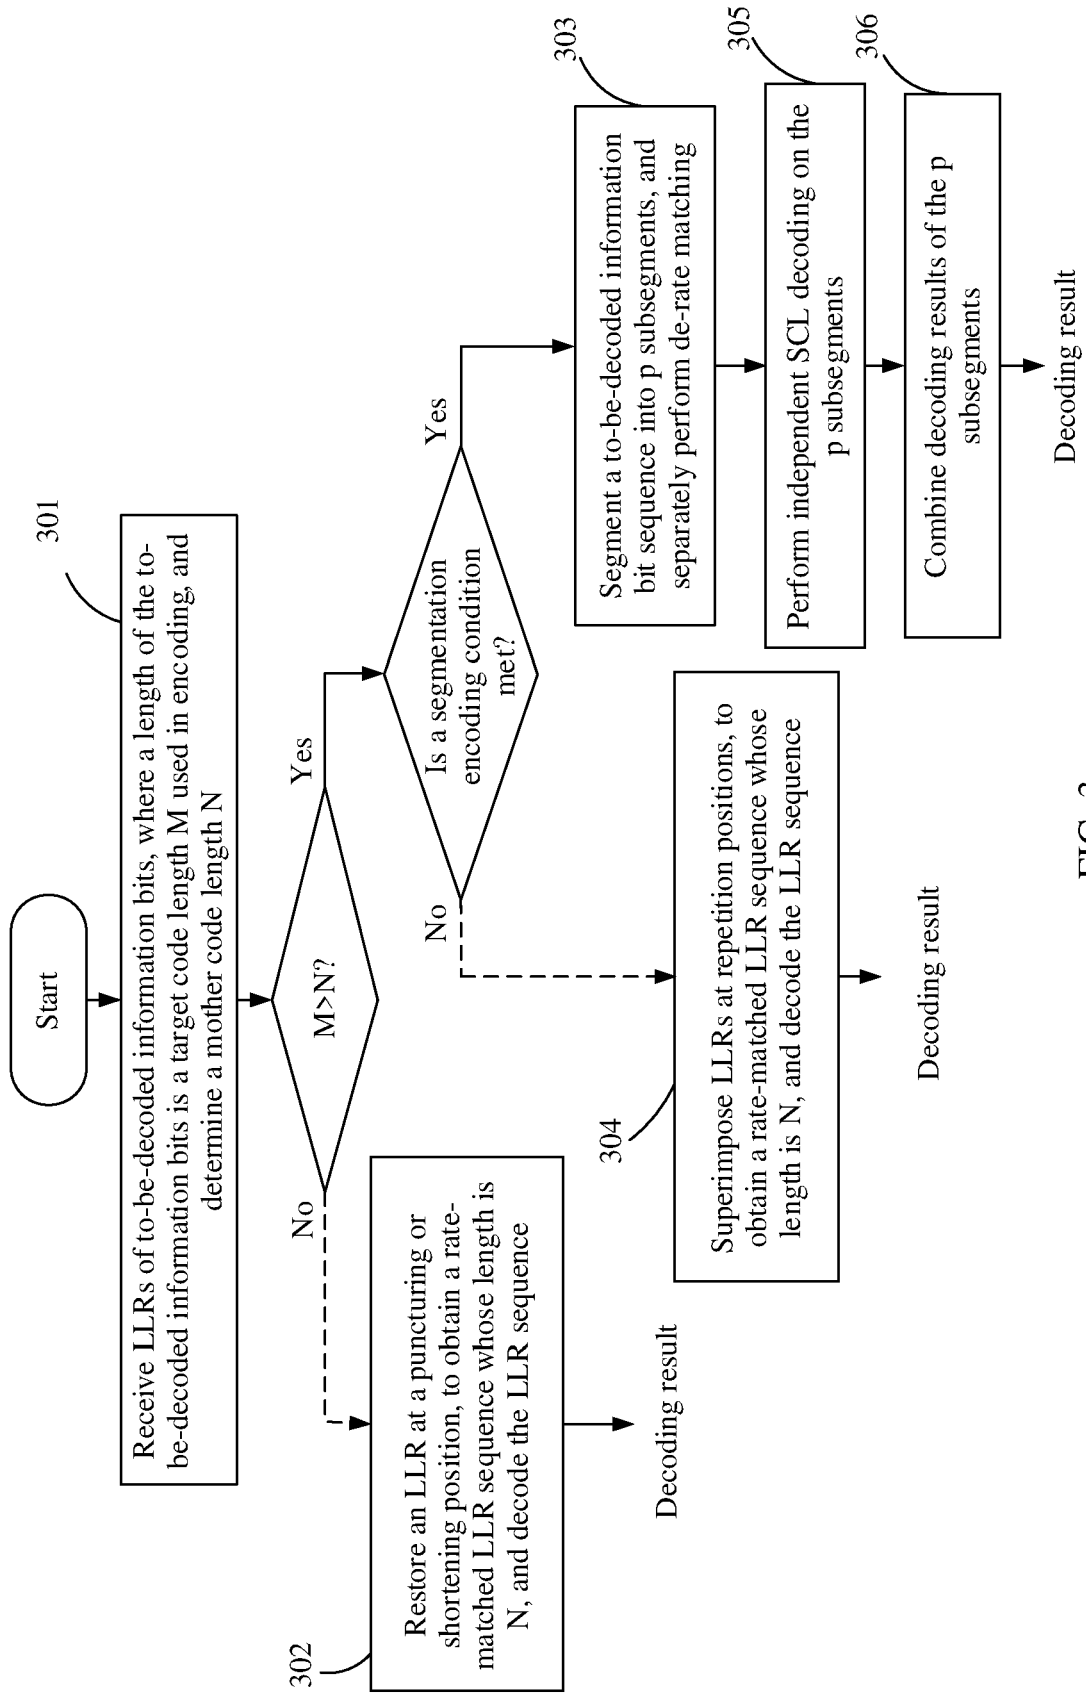 Start
301
Receive LLRs of to-be-decoded information bits, where a length of the to-
be-decoded information bits is a target code length M used in encoding, and
determine a mother code length N
M>N?
No
Yes
302
Restore an LLR at a puncturing or
shortening position, to obtain a rate-
matched LLR sequence whose length is
N, and decode the LLR sequence
Decoding result
Is a segmentation
encoding condition
met?
No
Yes
304
Superimpose LLRs at repetition positions, to
obtain a rate-matched LLR sequence whose
length is N, and decode the LLR sequence
Decoding result
303
Segment a to-be-decoded information
bit sequence into p subsegments, and
separately perform de-rate matching
305
Perform independent SCL decoding on the
p subsegments
306
Combine decoding results of the p
subsegments
Decoding result
FIG.